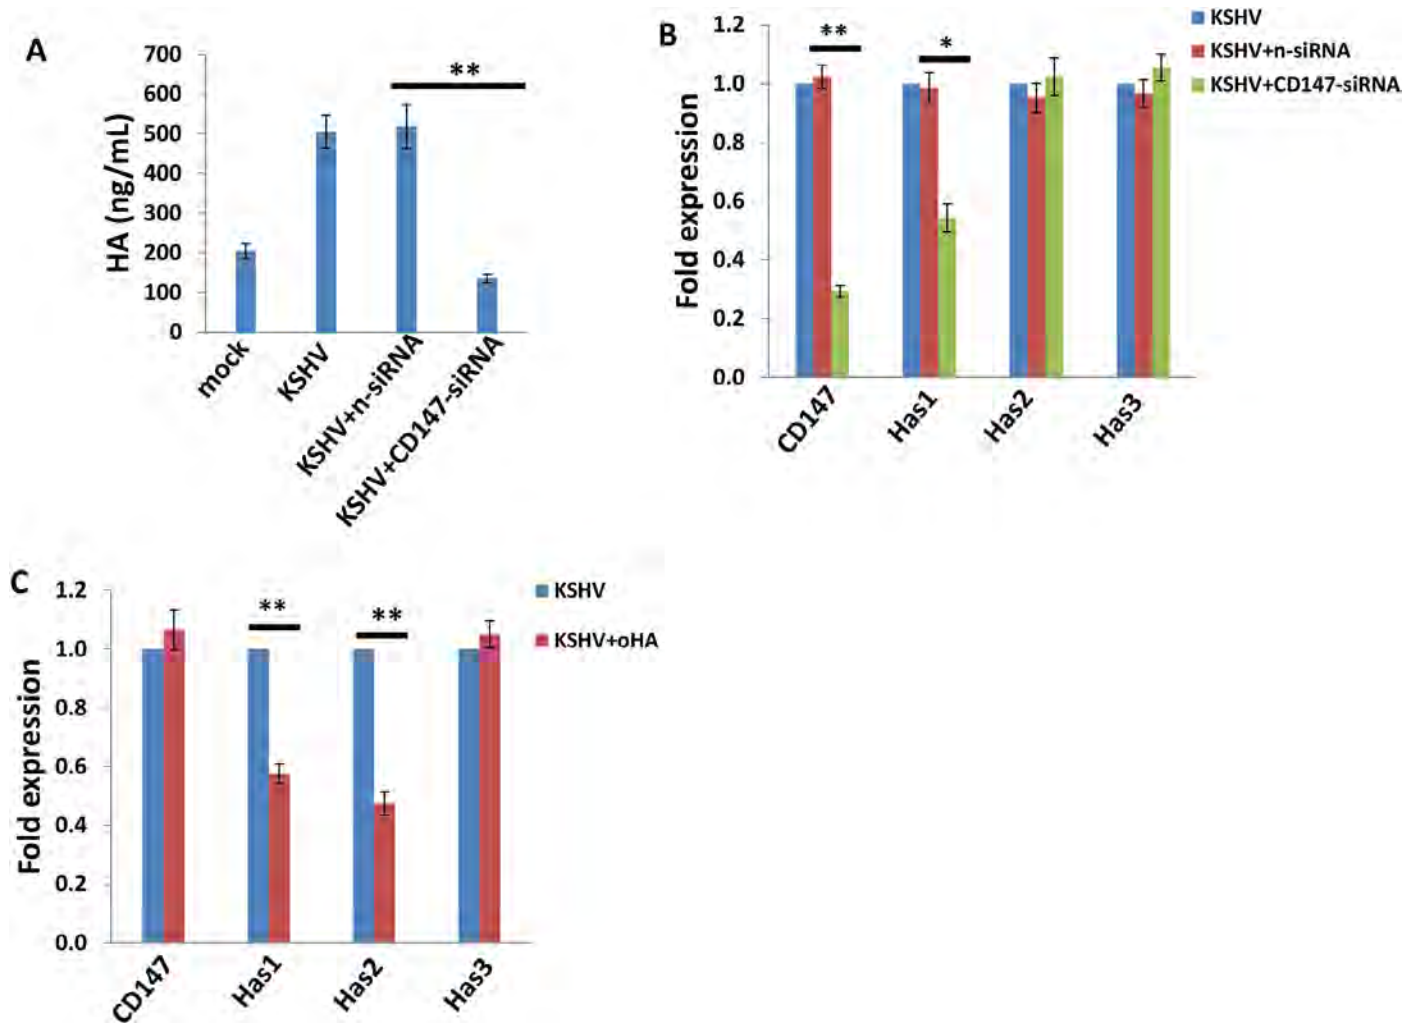 A
HA (ng/mL)
700
600
500
400
300
200
100
0
**
mock
KSHV
KSHV+n-siRNA
KSHV+CD147-siRNA
B
Fold expression
1.2
1.0
0.8
0.6
0.4
0.2
0.0
**
*
KSHV
KSHV+n-siRNA
KSHV+CD147-siRNA
CD147
Has1
Has2
Has3
C
Fold expression
1.2
1.0
0.8
0.6
0.4
0.2
0.0
**
**
KSHV
KSHV+oHA
CD147
Has1
Has2
Has3